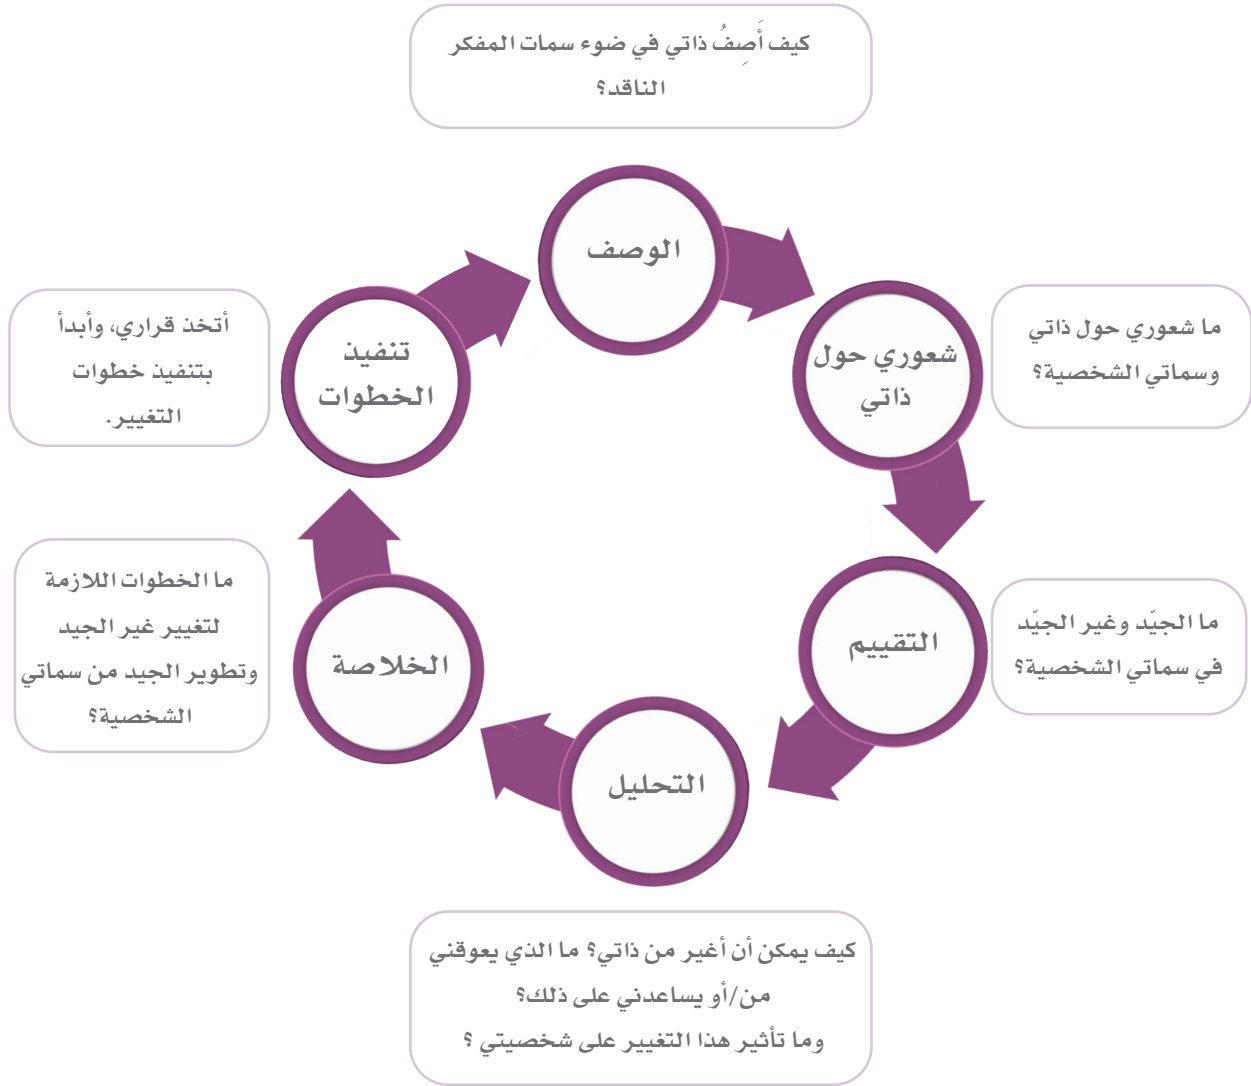 كيف أَصِفُ ذاتي في ضوء سمات المفكر
الناقد؟
الوصف
شعوري حول
ذاتي
ما شعوري حول ذاتي
وسماتي الشخصية؟
التقييم
ما الجيّد وغير الجيّد
في سماتي الشخصية؟
التحليل
كيف يمكن أن أغير من ذاتي؟ ما الذي يعوقني
من/أو يساعدني على ذلك؟
وما تأثير هذا التغيير على شخصيتي ؟
الخلاصة
ما الخطوات اللازمة
لتغيير غير الجيد
وتطوير الجيد من سماتي
الشخصية؟
تنفيذ
الخطوات
أتخذ قراري، وأبدأ
بتنفيذ خطوات
التغيير.